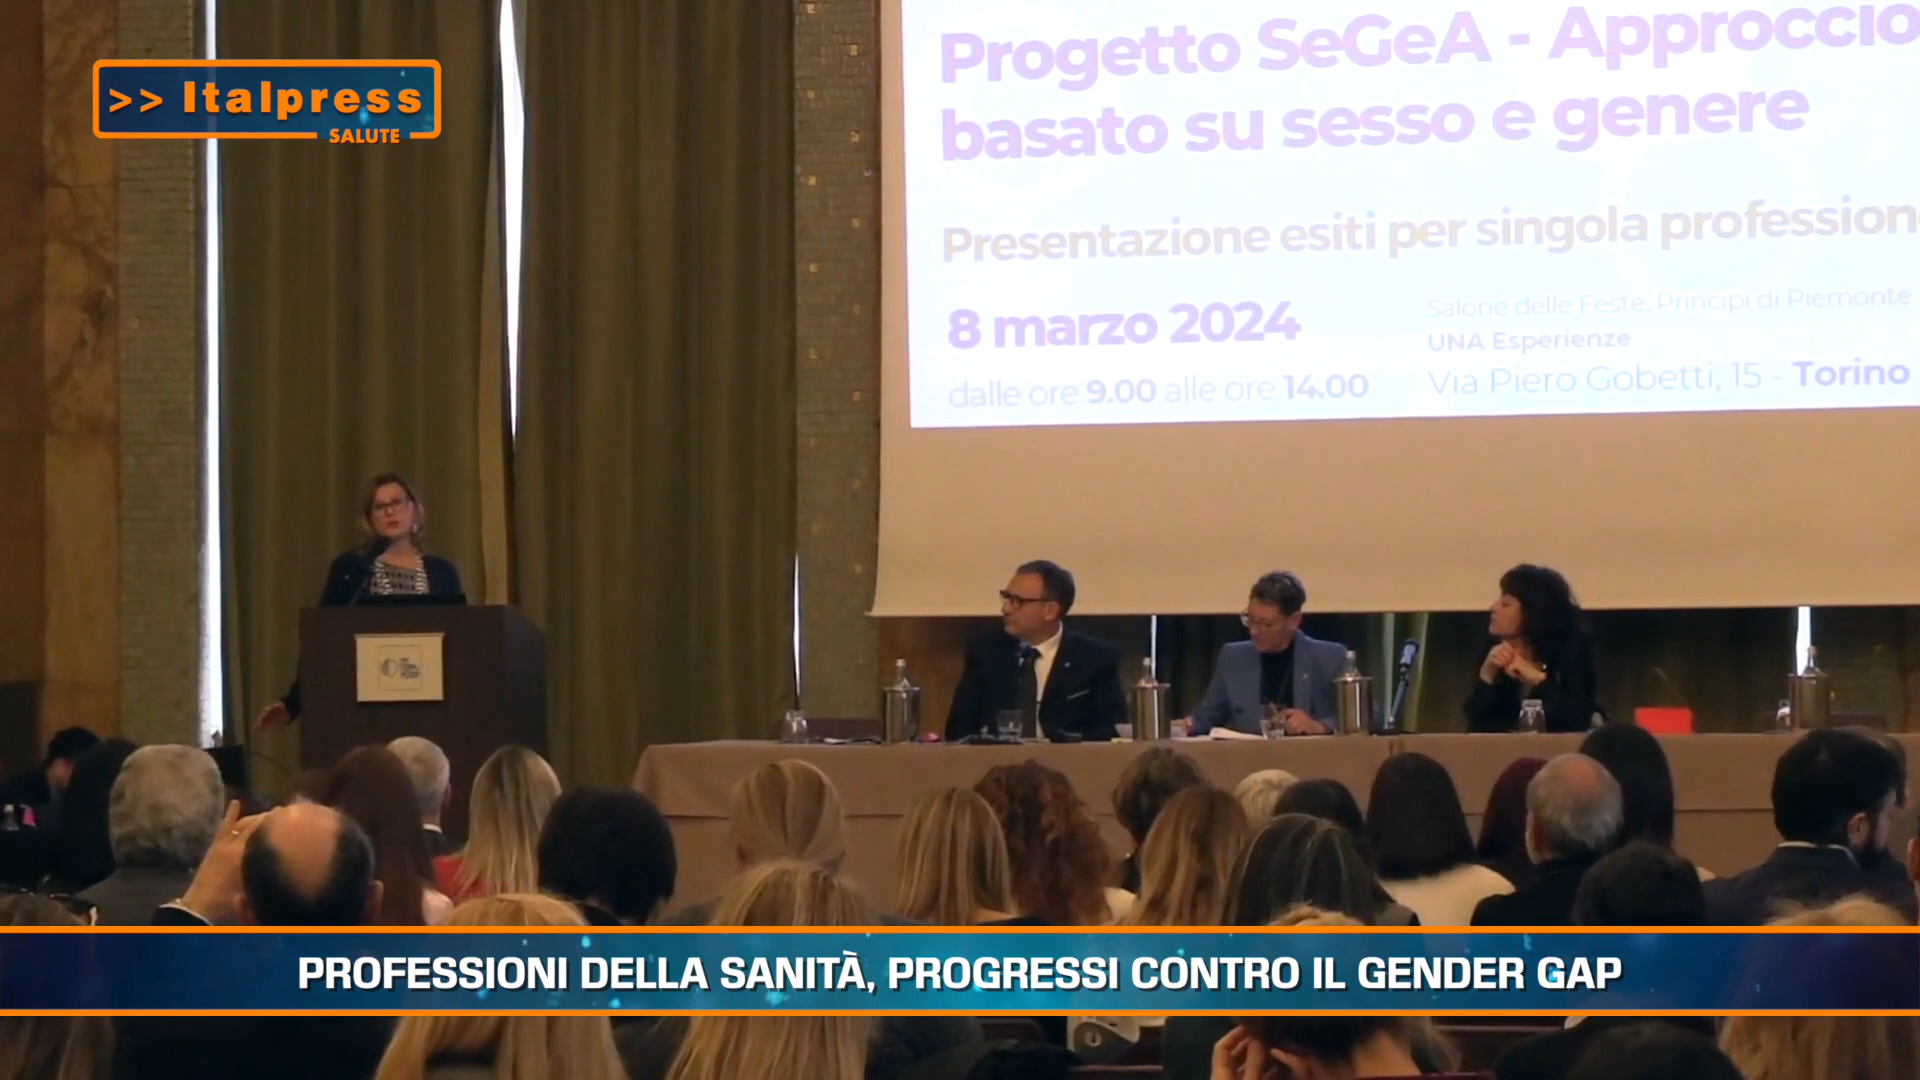 >> Italpress
SALUTE
Progetto SeGeA - Approccio
basato su sesso e genere
Presentazione esiti per singola profession
8 marzo 2024
dalle ore 9.00 alle ore 14.00
Salone delle Feste, Principi di Piemonte
UNA Esperienze
Via Piero Gobetti, 15 - Torino
PROFESSIONI DELLA SANITÀ, PROGRESSI CONTRO IL GENDER GAP